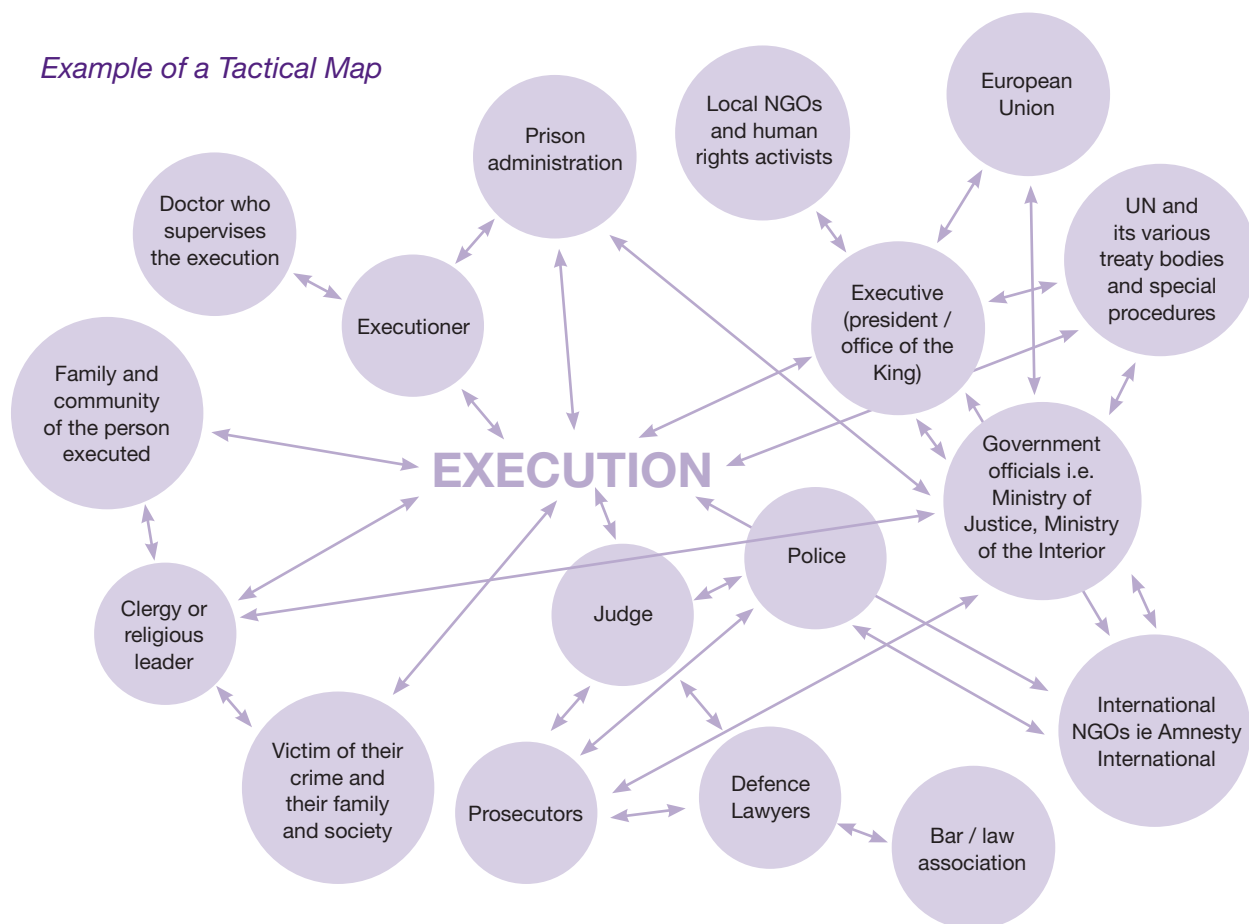 Example of a Tactical Map
European
Union
Local NGOs
and human
rights activists
Prison
administration
Doctor who
supervises
the execution
UN and
its various
treaty bodies
and special
procedures
Executive
(president /
office of the
King)
Executioner
Family and
community
of the person
executed
EXECUTION
Government
officials i.e.
Ministry of
Justice, Ministry
of the Interior
Police
Judge
Clergy or
religious
leader
International
NGOs ie Amnesty
International
Victim of their
crime and
their family
and society
Prosecutors
Defence
Lawyers
Bar / law
association